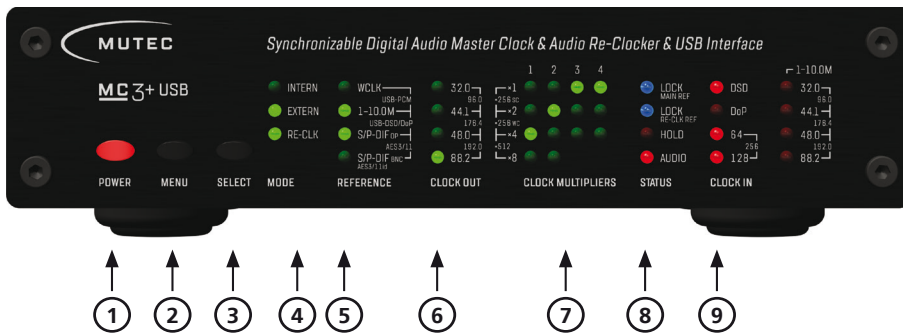 MUTEC
Synchronizable Digital Audio Master Clock & Audio Re-Clocker & USB Interface
MC3+ USB
1 2 3 4
1-10.0M
INTERN WCLK 32.0 ×1 LOCK DSD 32.0
USB-PCM 96.0 ×256 SC MAIN REF 96.0
EXTERN 1-10.0M 44.1 ×2 LOCK DoP 44.1
USB-DSD/DoP 176.4 ×256 WC RE-CLK REF 176.4
RE-CLK S/P-DIF OP 48.0 ×4 HOLD 64 48.0
AES3/11 192.0 ×512 256 192.0
S/P-DIF BNC 88.2 ×8 AUDIO 128 88.2
AES3/11id
POWER MENU SELECT MODE REFERENCE CLOCK OUT CLOCK MULTIPLIERS STATUS CLOCK IN
1 2 3 4 5 6 7 8 9